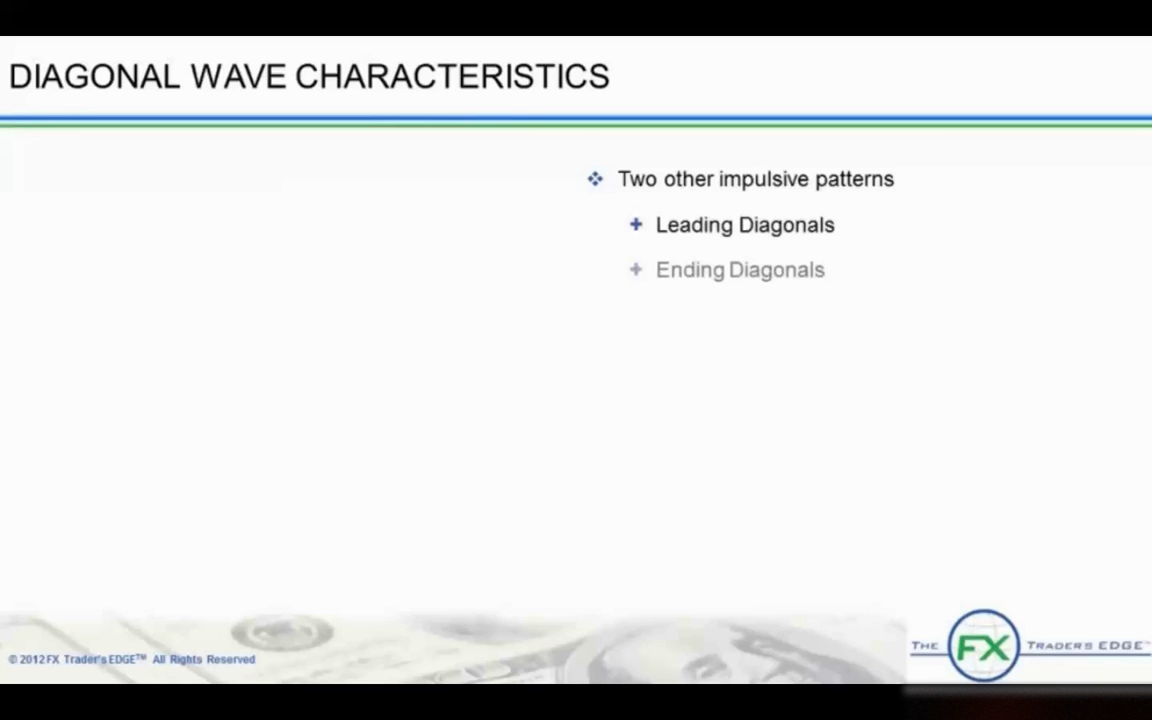 DIAGONAL WAVE CHARACTERISTICS
Two other impulsive patterns
Leading Diagonals
Ending Diagonals
© 2012 FX Trader's EDGE™ All Rights Reserved
THE FX TRADERS EDGE™